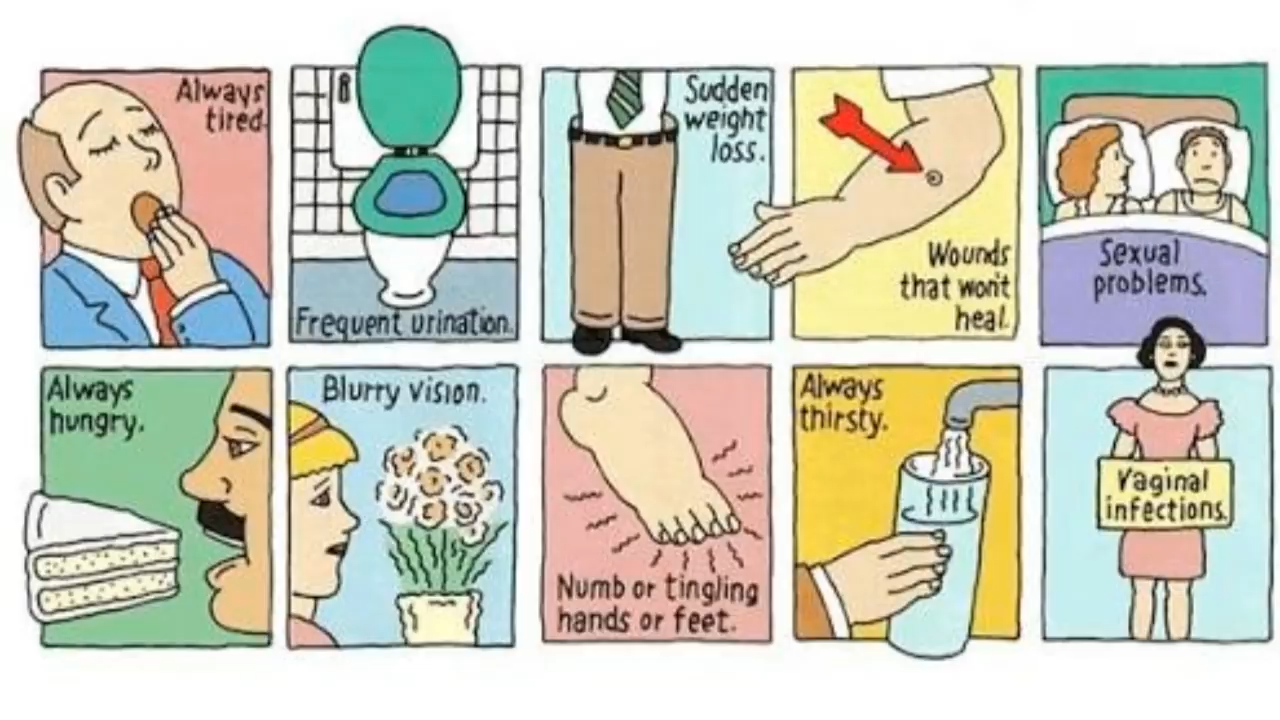 Always
tired.
Frequent urination.
Sudden
weight
loss.
Wounds
that won't
heal.
Sexual
problems.
Always
hungry.
Blurry vision.
Numb or tingling
hands or feet.
Always
thirsty.
Vaginal
infections.